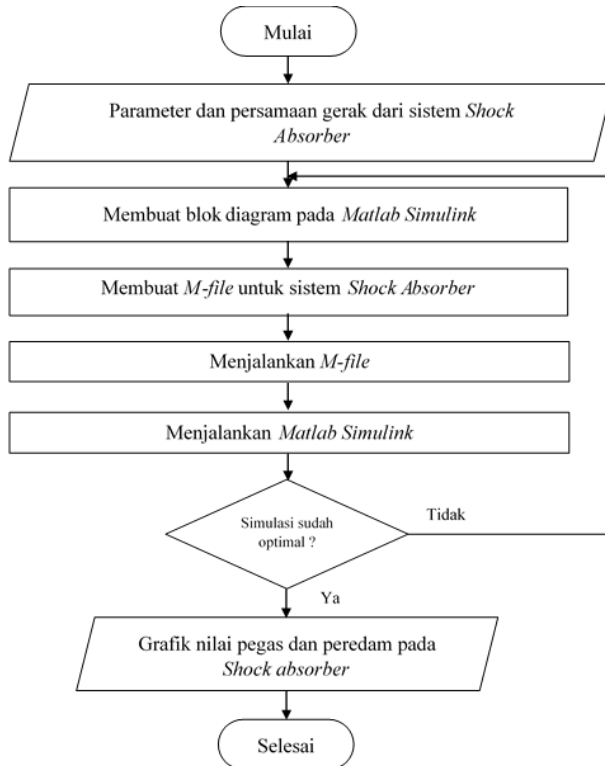 Mulai
Parameter dan persamaan gerak dari sistem Shock
Absorber
Membuat blok diagram pada Matlab Simulink
Membuat M-file untuk sistem Shock Absorber
Menjalankan M-file
Menjalankan Matlab Simulink
Simulasi sudah
optimal ?
Tidak
Ya
Grafik nilai pegas dan peredam pada
Shock absorber
Selesai